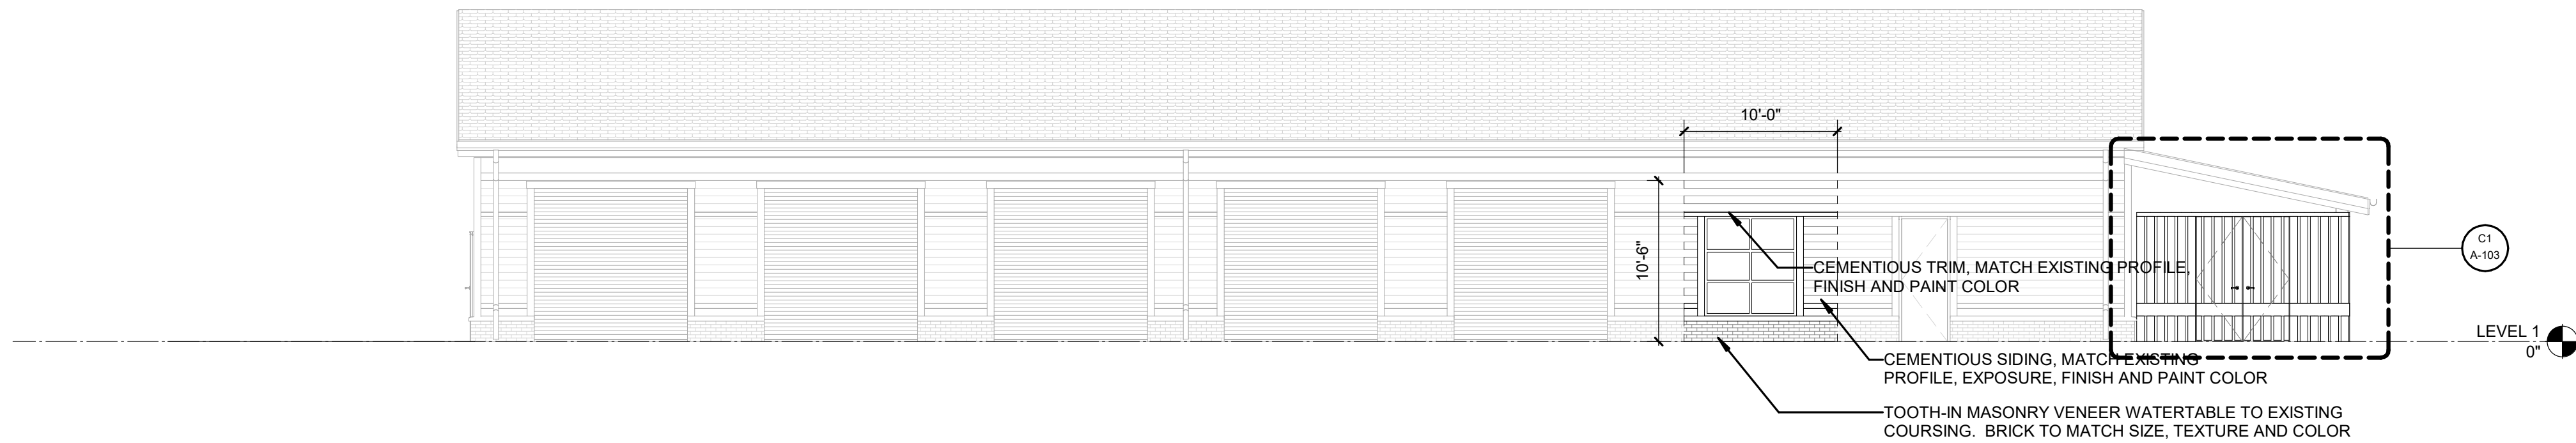 10'-0"
10'-6"
CEMENTIOUS TRIM, MATCH EXISTING PROFILE,
FINISH AND PAINT COLOR
C1
A-103
LEVEL 1
0"
CEMENTIOUS SIDING, MATCH EXISTING
PROFILE, EXPOSURE, FINISH AND PAINT COLOR
TOOTH-IN MASONRY VENEER WATERTABLE TO EXISTING
COURSING.  BRICK TO MATCH SIZE, TEXTURE AND COLOR